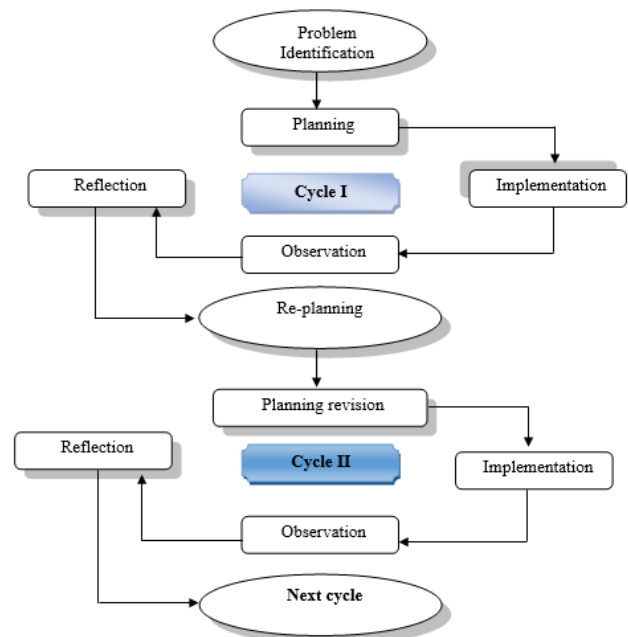 Problem
Identification
Planning
Reflection
Cycle I
Implementation
Observation
Re-planning
Planning revision
Reflection
Cycle II
Implementation
Observation
Next cycle